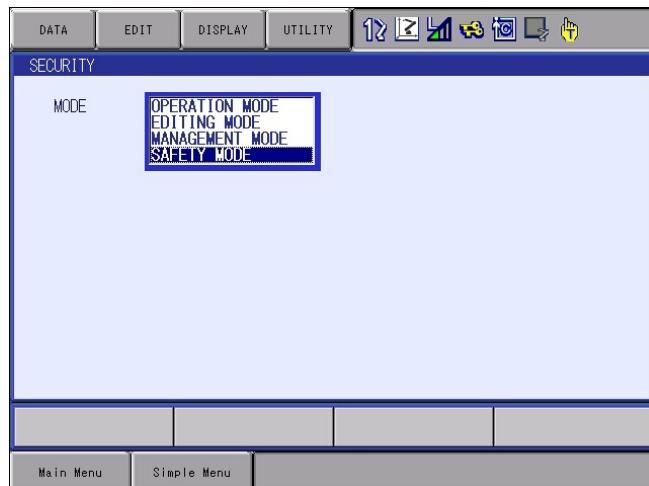 DATA EDIT DISPLAY UTILITY
SECURITY
MODE
OPERATION MODE
EDITING MODE
MANAGEMENT MODE
SAFETY MODE
Main Menu Simple Menu